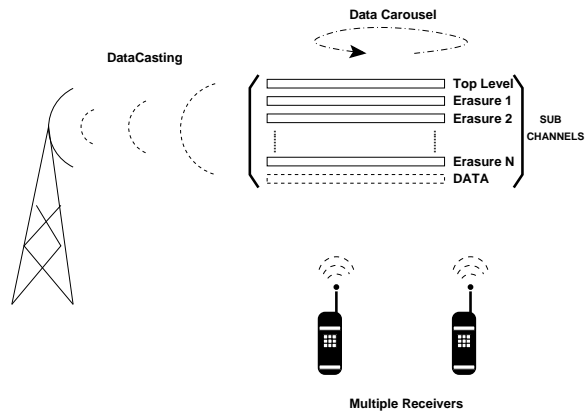 Data Carousel
DataCasting
Top Level
Erasure 1
Erasure 2
Erasure N
DATA
SUB
CHANNELS
Multiple Receivers